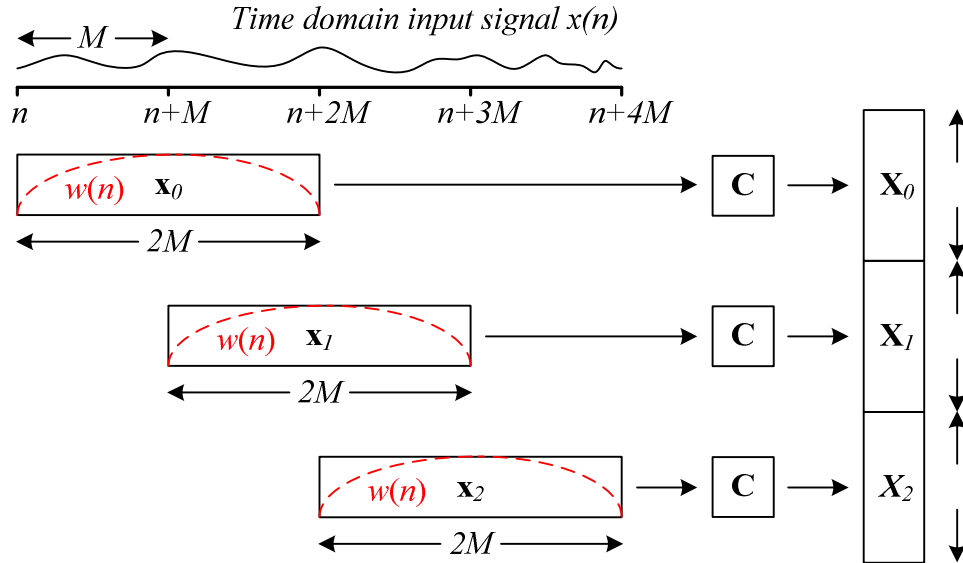 Time domain input signal x(n)
M
n n+M n+2M n+3M n+4M
w(n) x0 C X0
2M
w(n) x1 C X1
2M
w(n) x2 C X2
2M